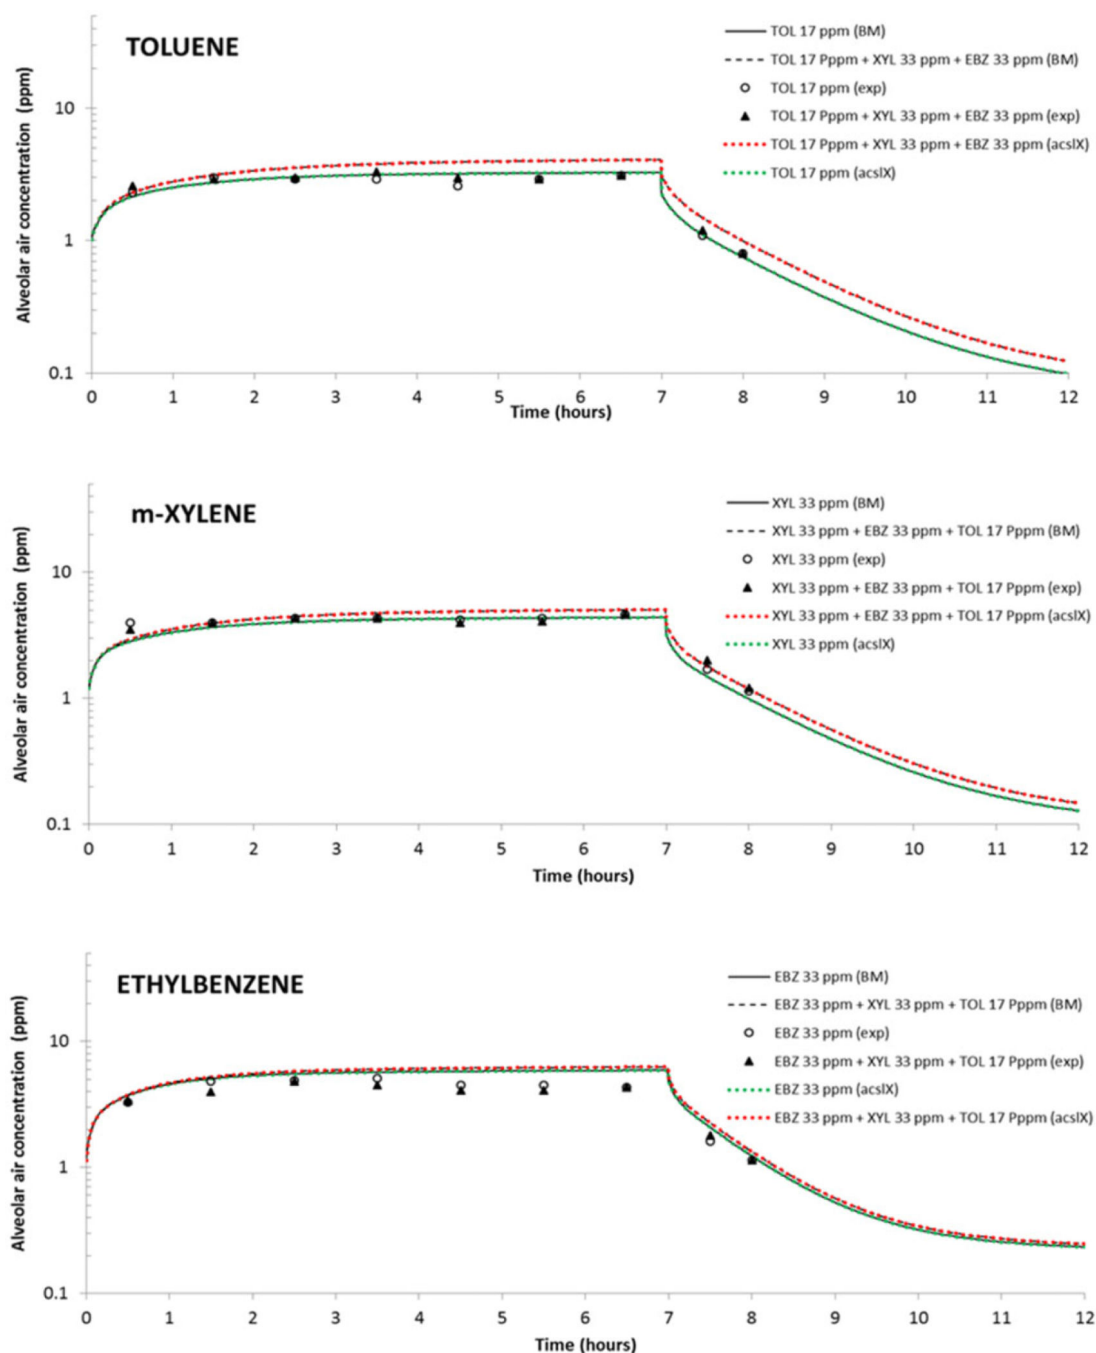 TOLUENE
TOL 17 ppm (BM)
TOL 17 Pppm + XYL 33 ppm + EBZ 33 ppm (BM)
TOL 17 ppm (exp)
TOL 17 Pppm + XYL 33 ppm + EBZ 33 ppm (exp)
TOL 17 Pppm + XYL 33 ppm + EBZ 33 ppm (acslX)
TOL 17 ppm (acslX)
Alveolar air concentration (ppm)
10
1
0.1
0 1 2 3 4 5 6 7 8 9 10 11 12
Time (hours)
m-XYLENE
XYL 33 ppm (BM)
XYL 33 ppm + EBZ 33 ppm + TOL 17 Pppm (BM)
XYL 33 ppm (exp)
XYL 33 ppm + EBZ 33 ppm + TOL 17 Pppm (exp)
XYL 33 ppm + EBZ 33 ppm + TOL 17 Pppm (acslX)
XYL 33 ppm (acslX)
Alveolar air concentration (ppm)
10
1
0.1
0 1 2 3 4 5 6 7 8 9 10 11 12
Time (hours)
ETHYLBENZENE
EBZ 33 ppm (BM)
EBZ 33 ppm + XYL 33 ppm + TOL 17 Pppm (BM)
EBZ 33 ppm (exp)
EBZ 33 ppm + XYL 33 ppm + TOL 17 Pppm (exp)
EBZ 33 ppm (acslX)
EBZ 33 ppm + XYL 33 ppm + TOL 17 Pppm (acslX)
Alveolar air concentration (ppm)
10
1
0.1
0 1 2 3 4 5 6 7 8 9 10 11 12
Time (hours)